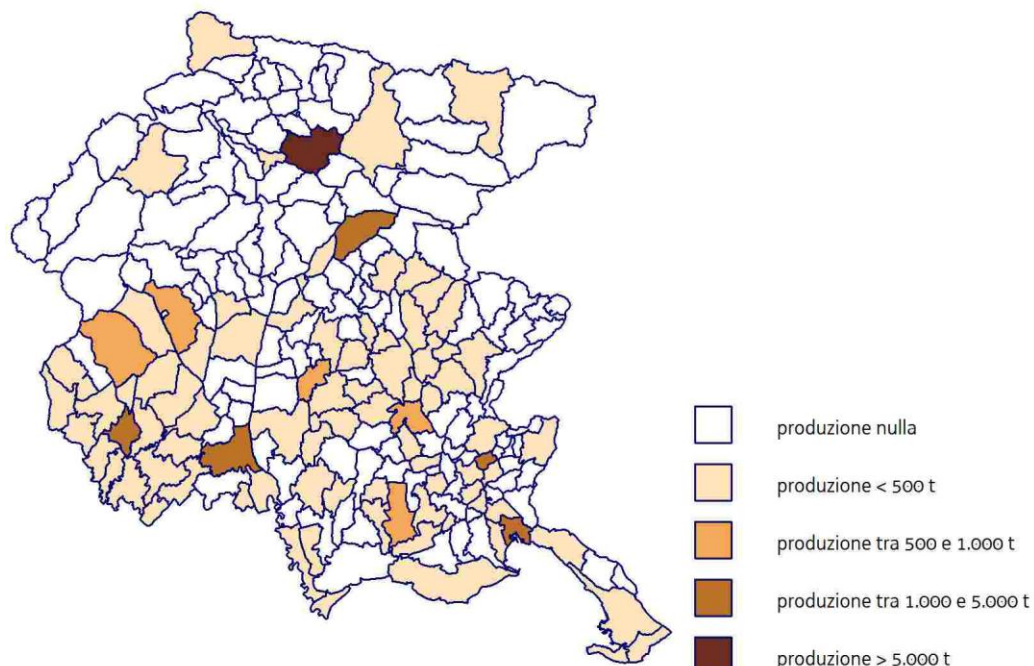 produzione nulla
produzione < 500 t
produzione tra 500 e 1.000 t
produzione tra 1.000 e 5.000 t
produzione > 5.000 t